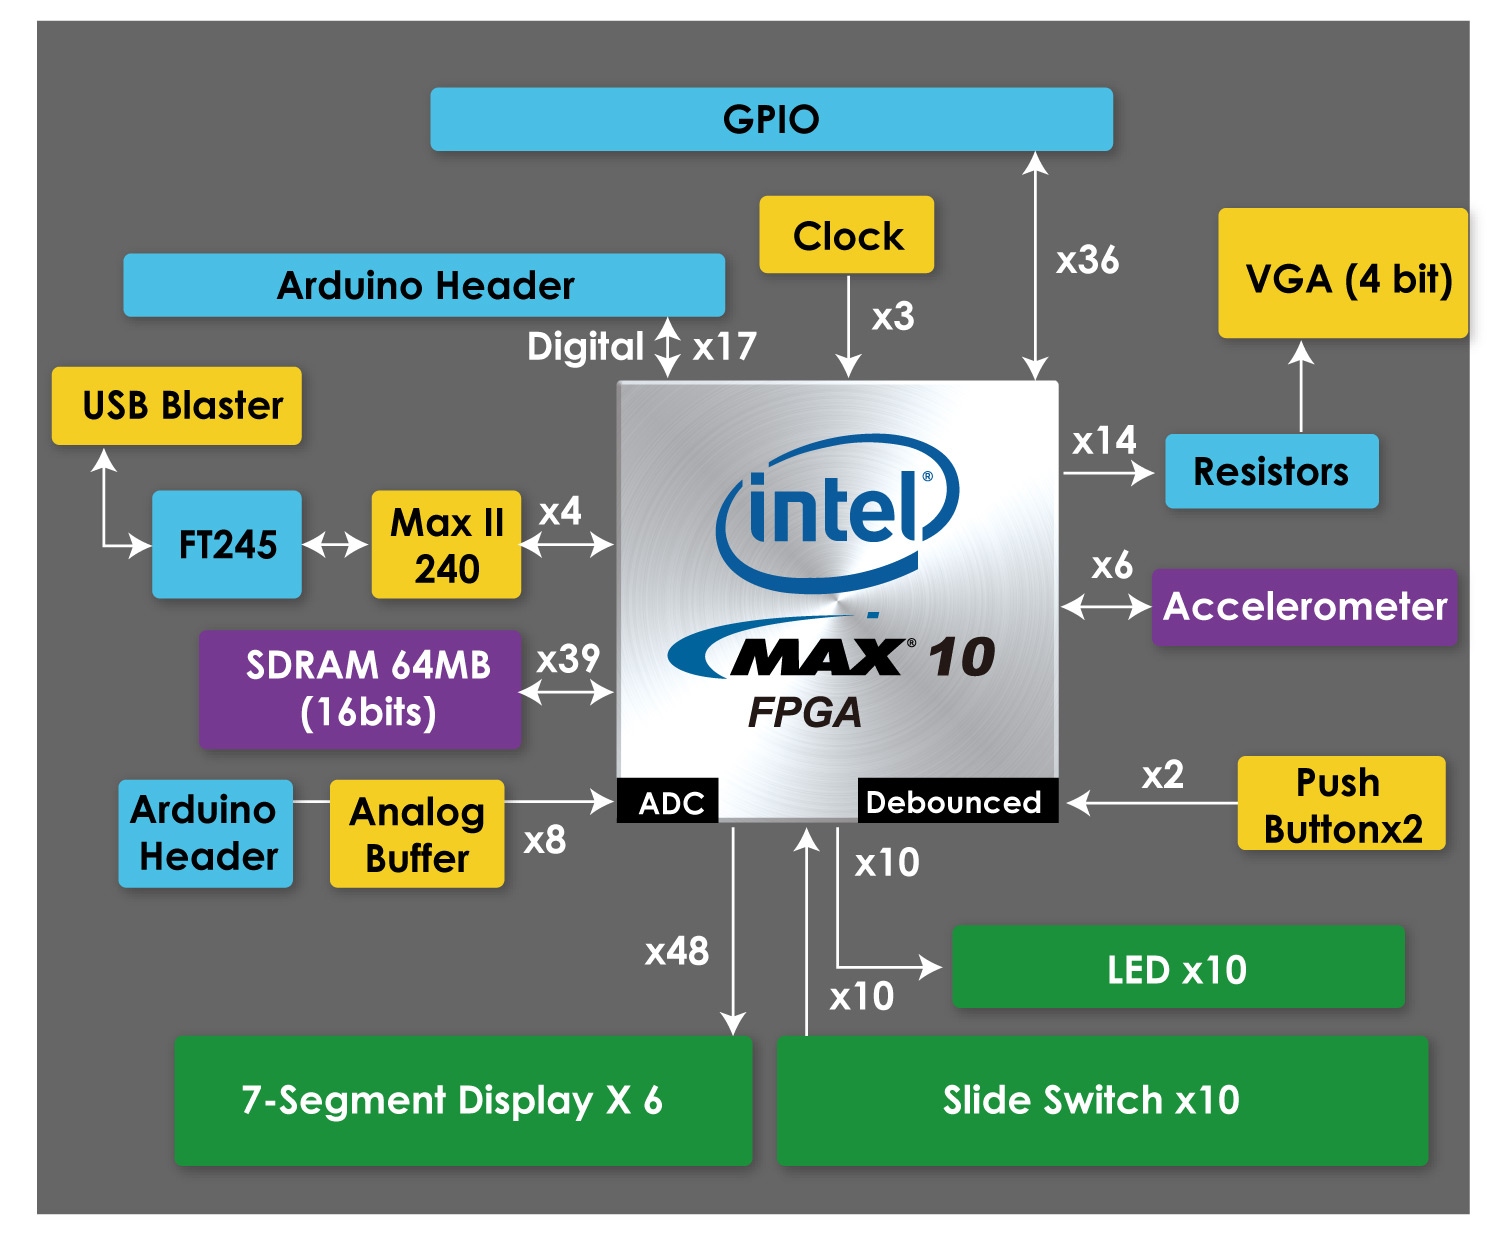 GPIO
Clock
x36
VGA (4 bit)
Arduino Header
x3
Digital
x17
USB Blaster
x14
Resistors
intel®
FT245
Max II
240
x4
x6
Accelerometer
MAX® 10
FPGA
SDRAM 64MB
(16bits)
x39
ADC
Debounced
x2
Push
Buttonx2
Arduino
Header
Analog
Buffer
x8
x10
x48
x10
LED x10
7-Segment Display X 6
Slide Switch x10